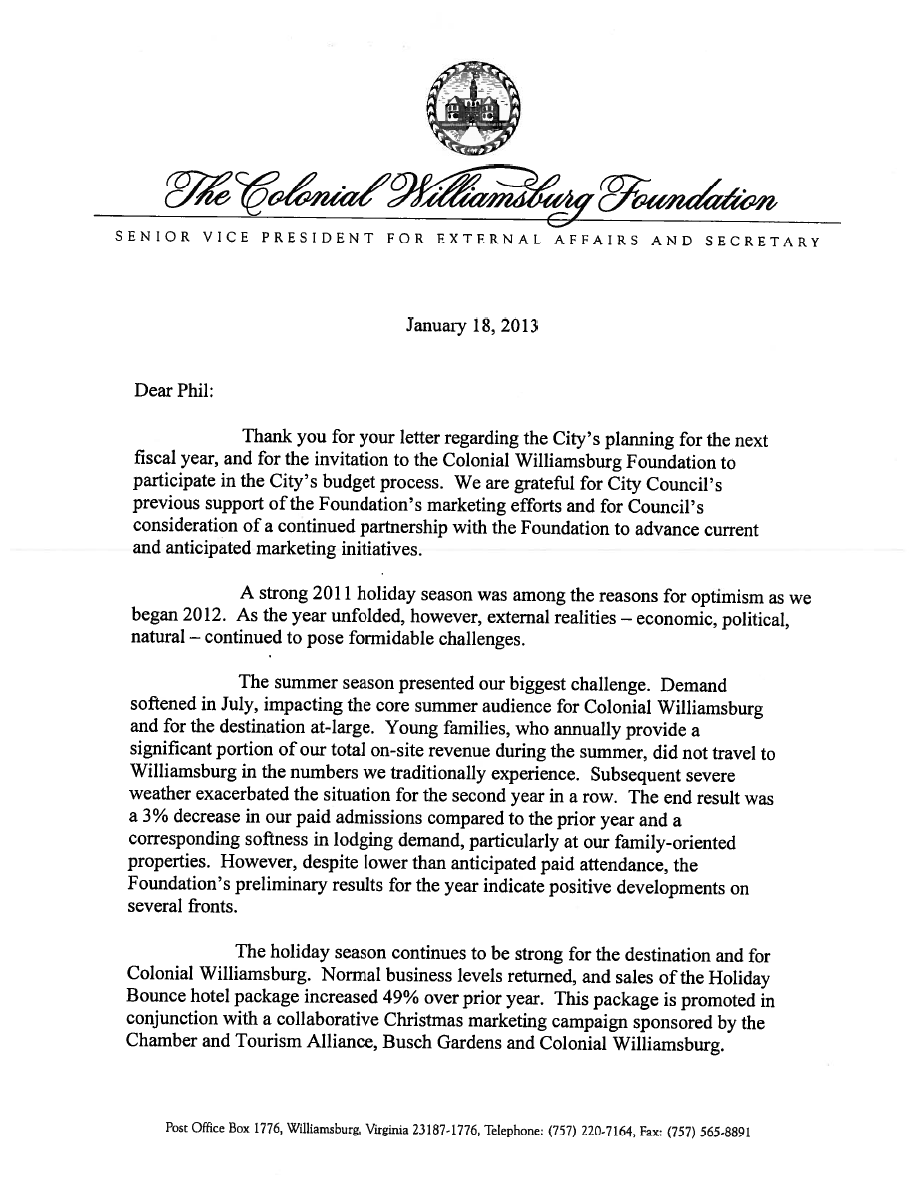 The Colonial Williamsburg Foundation
SENIOR VICE PRESIDENT FOR EXTERNAL AFFAIRS AND SECRETARY
January 18, 2013
Dear Phil:
Thank you for your letter regarding the City's planning for the next
fiscal year, and for the invitation to the Colonial Williamsburg Foundation to
participate in the City's budget process.  We are grateful for City Council's
previous support of the Foundation's marketing efforts and for Council's
consideration of a continued partnership with the Foundation to advance current
and anticipated marketing initiatives.
A strong 2011 holiday season was among the reasons for optimism as we
began 2012.  As the year unfolded, however, external realities – economic, political,
natural – continued to pose formidable challenges.
The summer season presented our biggest challenge.  Demand
softened in July, impacting the core summer audience for Colonial Williamsburg
and for the destination at-large.  Young families, who annually provide a
significant portion of our total on-site revenue during the summer, did not travel to
Williamsburg in the numbers we traditionally experience.  Subsequent severe
weather exacerbated the situation for the second year in a row.  The end result was
a 3% decrease in our paid admissions compared to the prior year and a
corresponding softness in lodging demand, particularly at our family-oriented
properties.  However, despite lower than anticipated paid attendance, the
Foundation's preliminary results for the year indicate positive developments on
several fronts.
The holiday season continues to be strong for the destination and for
Colonial Williamsburg.  Normal business levels returned, and sales of the Holiday
Bounce hotel package increased 49% over prior year.  This package is promoted in
conjunction with a collaborative Christmas marketing campaign sponsored by the
Chamber and Tourism Alliance, Busch Gardens and Colonial Williamsburg.
Post Office Box 1776, Williamsburg, Virginia 23187-1776, Telephone: (757) 220-7164, Fax: (757) 565-8891